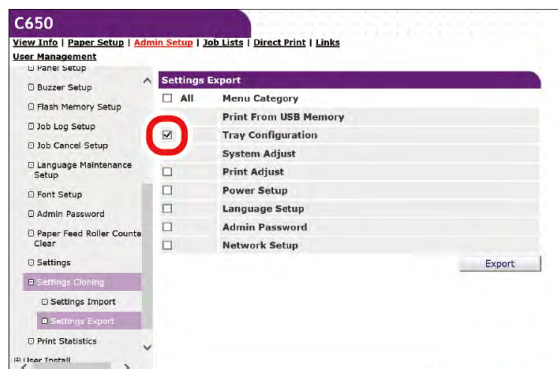 C650
View Info | Paper Setup | Admin Setup | Job Lists | Direct Print | Links
User Management
Panel Setup
Buzzer Setup
Flash Memory Setup
Job Log Setup
Job Cancel Setup
Language Maintenance
Setup
Font Setup
Admin Password
Paper Feed Roller Counte
Clear
Settings
Settings Cloning
Settings Import
Settings Export
Print Statistics
User Install
Settings Export
All Menu Category
Print From USB Memory
Tray Configuration
System Adjust
Print Adjust
Power Setup
Language Setup
Admin Password
Network Setup
Export